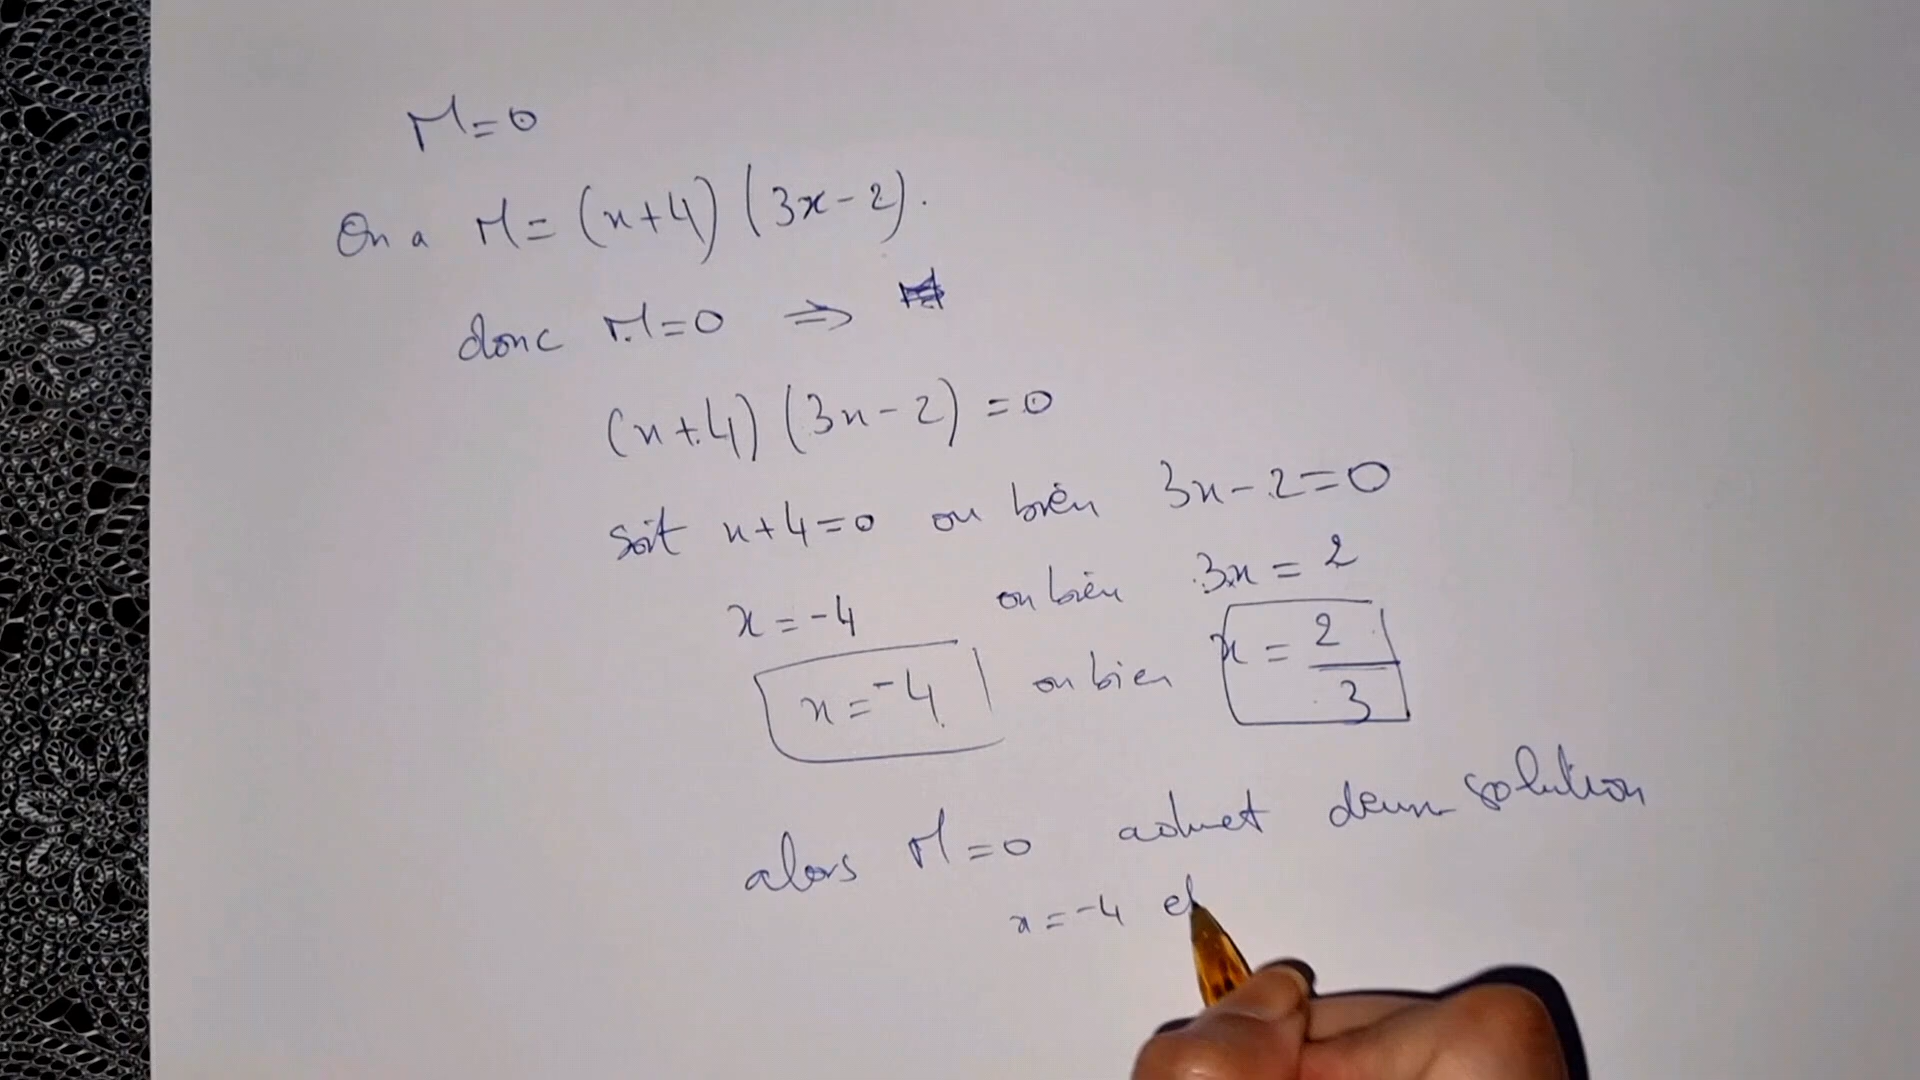 M=0
On a M=(x+4)(3x-2).
donc M=0 ⇒
(x+4)(3x-2)=0
soit x+4=0 ou bien 3x-2=0
x=-4 ou bien 3x=2
x=-4 ou bien x=2/3
alors M=0 admet deux solution
x=-4 et